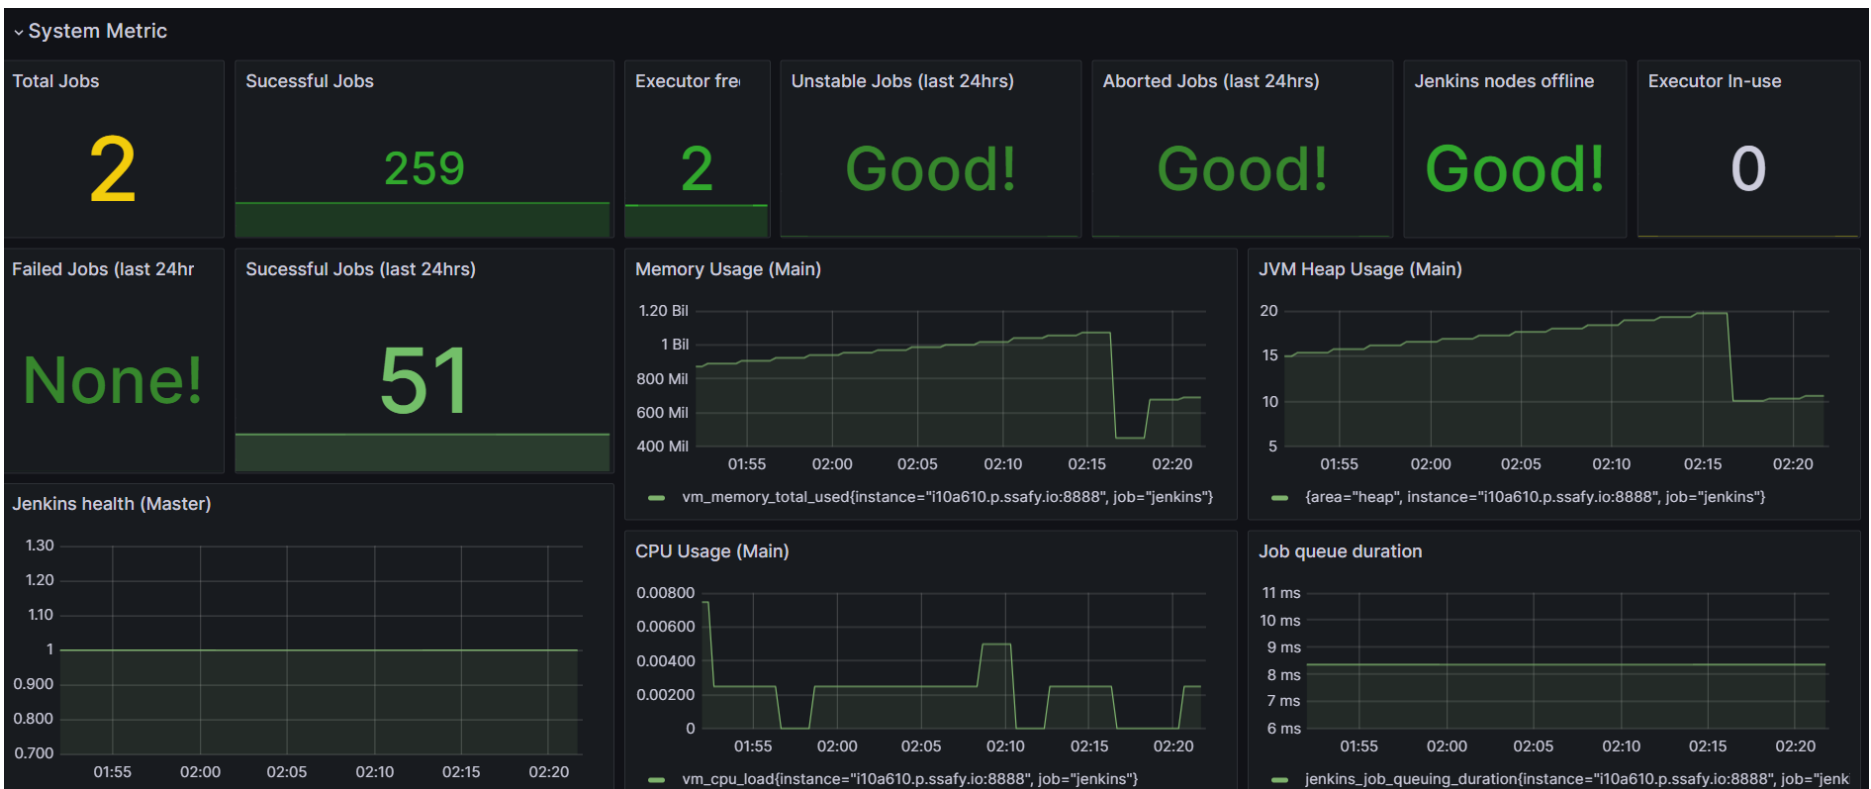 System Metric
Total Jobs
2
Sucessful Jobs
259
Executor fre
2
Unstable Jobs (last 24hrs)
Good!
Aborted Jobs (last 24hrs)
Good!
Jenkins nodes offline
Good!
Executor In-use
0
Failed Jobs (last 24hr
None!
Sucessful Jobs (last 24hrs)
51
Memory Usage (Main)
1.20 Bil
1 Bil
800 Mil
600 Mil
400 Mil
01:55 02:00 02:05 02:10 02:15 02:20
vm_memory_total_used{instance="i10a610.p.ssafy.io:8888", job="jenkins"}
JVM Heap Usage (Main)
20
15
10
5
01:55 02:00 02:05 02:10 02:15 02:20
{area="heap", instance="i10a610.p.ssafy.io:8888", job="jenkins"}
Jenkins health (Master)
1.30
1.20
1.10
1
0.900
0.800
0.700
01:55 02:00 02:05 02:10 02:15 02:20
CPU Usage (Main)
0.00800
0.00600
0.00400
0.00200
0
01:55 02:00 02:05 02:10 02:15 02:20
vm_cpu_load{instance="i10a610.p.ssafy.io:8888", job="jenkins"}
Job queue duration
11 ms
10 ms
9 ms
8 ms
7 ms
6 ms
01:55 02:00 02:05 02:10 02:15 02:20
jenkins_job_queuing_duration{instance="i10a610.p.ssafy.io:8888", job="jenk